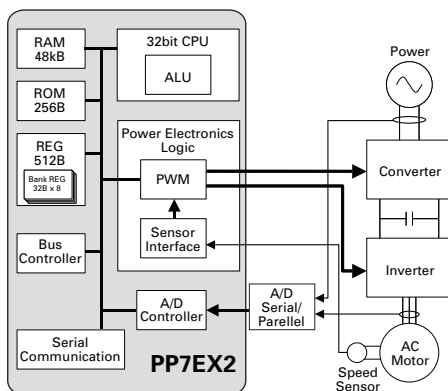 RAM
48kB
ROM
256B
REG
512B
Bank REG
32B x 8
Bus
Controller
Serial
Communication
32bit CPU
ALU
Power Electronics
Logic
PWM
Sensor
Interface
A/D
Controller
PP7EX2
A/D
Serial/
Parellel
Power
Converter
Inverter
AC
Motor
Speed
Sensor